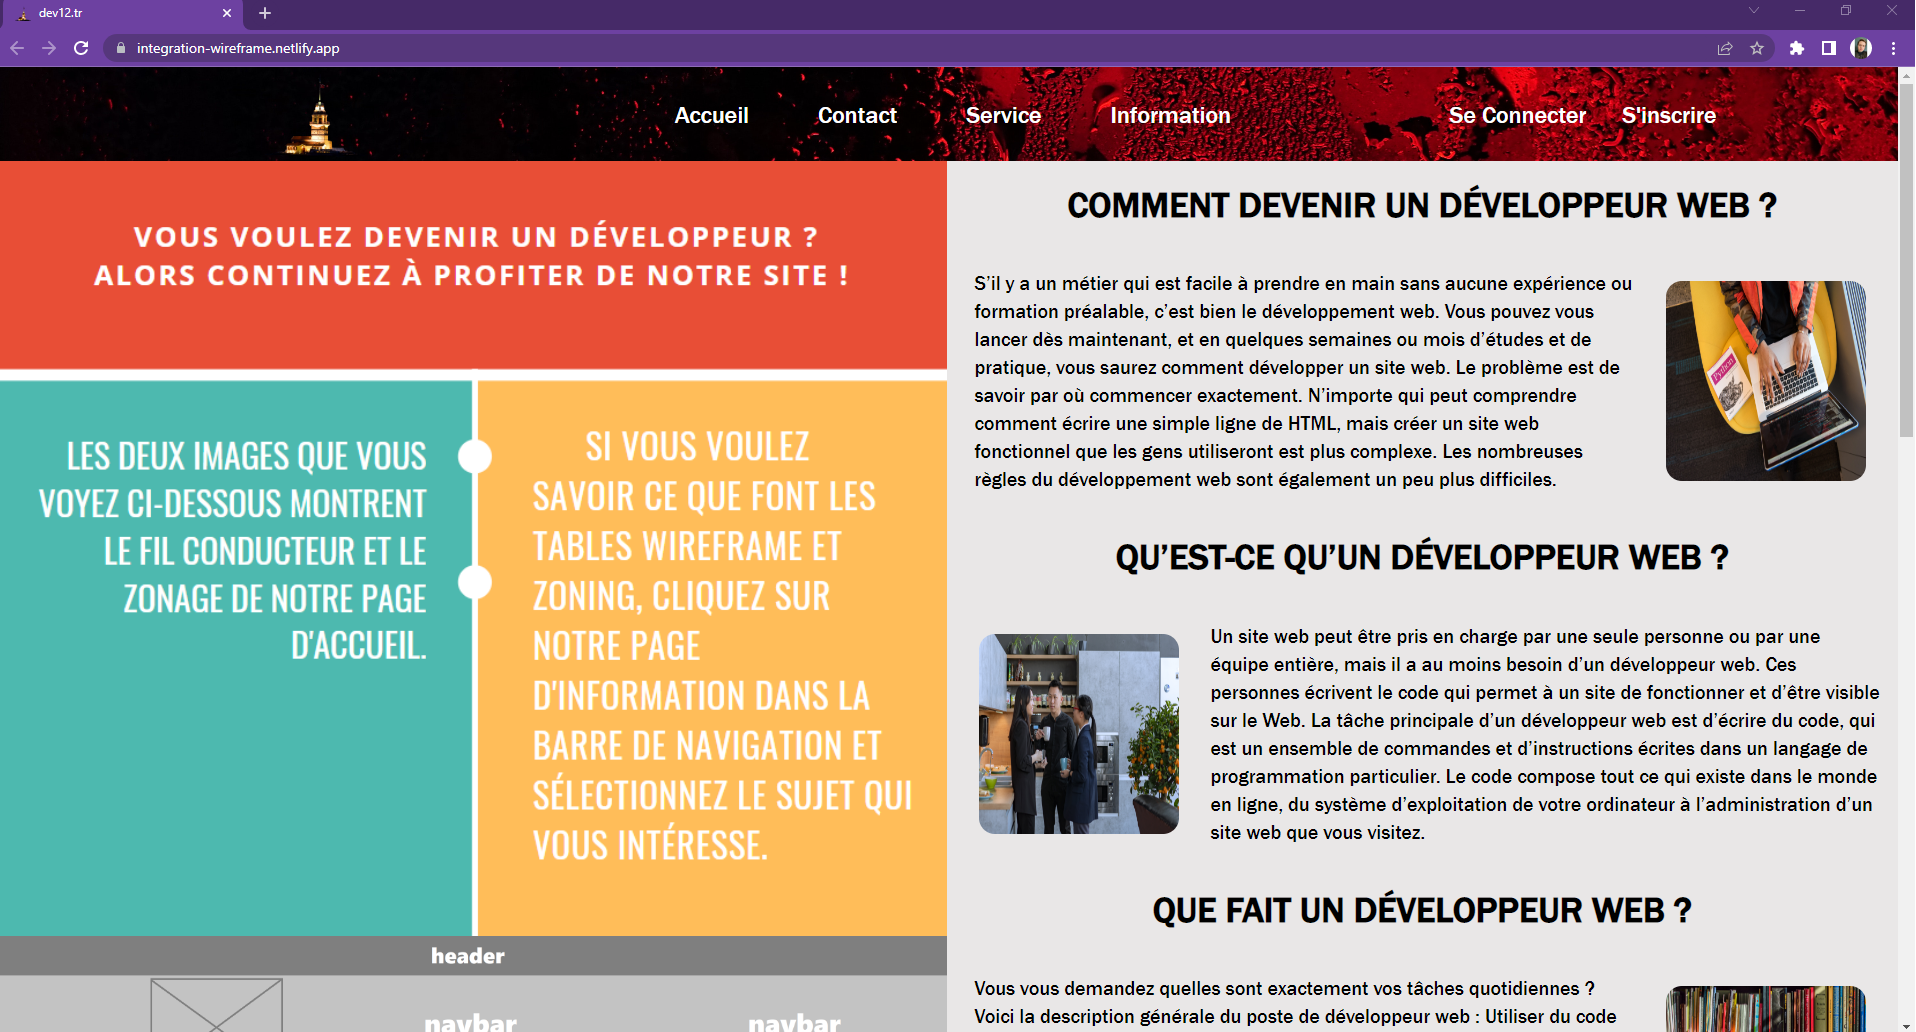 dev12.tr
integration-wireframe.netlify.app
Accueil
Contact
Service
Information
Se Connecter
S'inscrire
VOUS VOULEZ DEVENIR UN DÉVELOPPEUR ?
ALORS CONTINUEZ À PROFITER DE NOTRE SITE !
LES DEUX IMAGES QUE VOUS
VOYEZ CI-DESSOUS MONTRENT
LE FIL CONDUCTEUR ET LE
ZONAGE DE NOTRE PAGE
D'ACCUEIL.
SI VOUS VOULEZ
SAVOIR CE QUE FONT LES
TABLES WIREFRAME ET
ZONING, CLIQUEZ SUR
NOTRE PAGE
D'INFORMATION DANS LA
BARRE DE NAVIGATION ET
SÉLECTIONNEZ LE SUJET QUI
VOUS INTÉRESSE.
header
navbar
navbar
COMMENT DEVENIR UN DÉVELOPPEUR WEB ?
S’il y a un métier qui est facile à prendre en main sans aucune expérience ou
formation préalable, c’est bien le développement web. Vous pouvez vous
lancer dès maintenant, et en quelques semaines ou mois d’études et de
pratique, vous saurez comment développer un site web. Le problème est de
savoir par où commencer exactement. N’importe qui peut comprendre
comment écrire une simple ligne de HTML, mais créer un site web
fonctionnel que les gens utiliseront est plus complexe. Les nombreuses
règles du développement web sont également un peu plus difficiles.
Python
QU’EST-CE QU’UN DÉVELOPPEUR WEB ?
Un site web peut être pris en charge par une seule personne ou par une
équipe entière, mais il a au moins besoin d’un développeur web. Ces
personnes écrivent le code qui permet à un site de fonctionner et d’être visible
sur le Web. La tâche principale d’un développeur web est d’écrire du code, qui
est un ensemble de commandes et d’instructions écrites dans un langage de
programmation particulier. Le code compose tout ce qui existe dans le monde
en ligne, du système d’exploitation de votre ordinateur à l’administration d’un
site web que vous visitez.
QUE FAIT UN DÉVELOPPEUR WEB ?
Vous vous demandez quelles sont exactement vos tâches quotidiennes ?
Voici la description générale du poste de développeur web : Utiliser du code